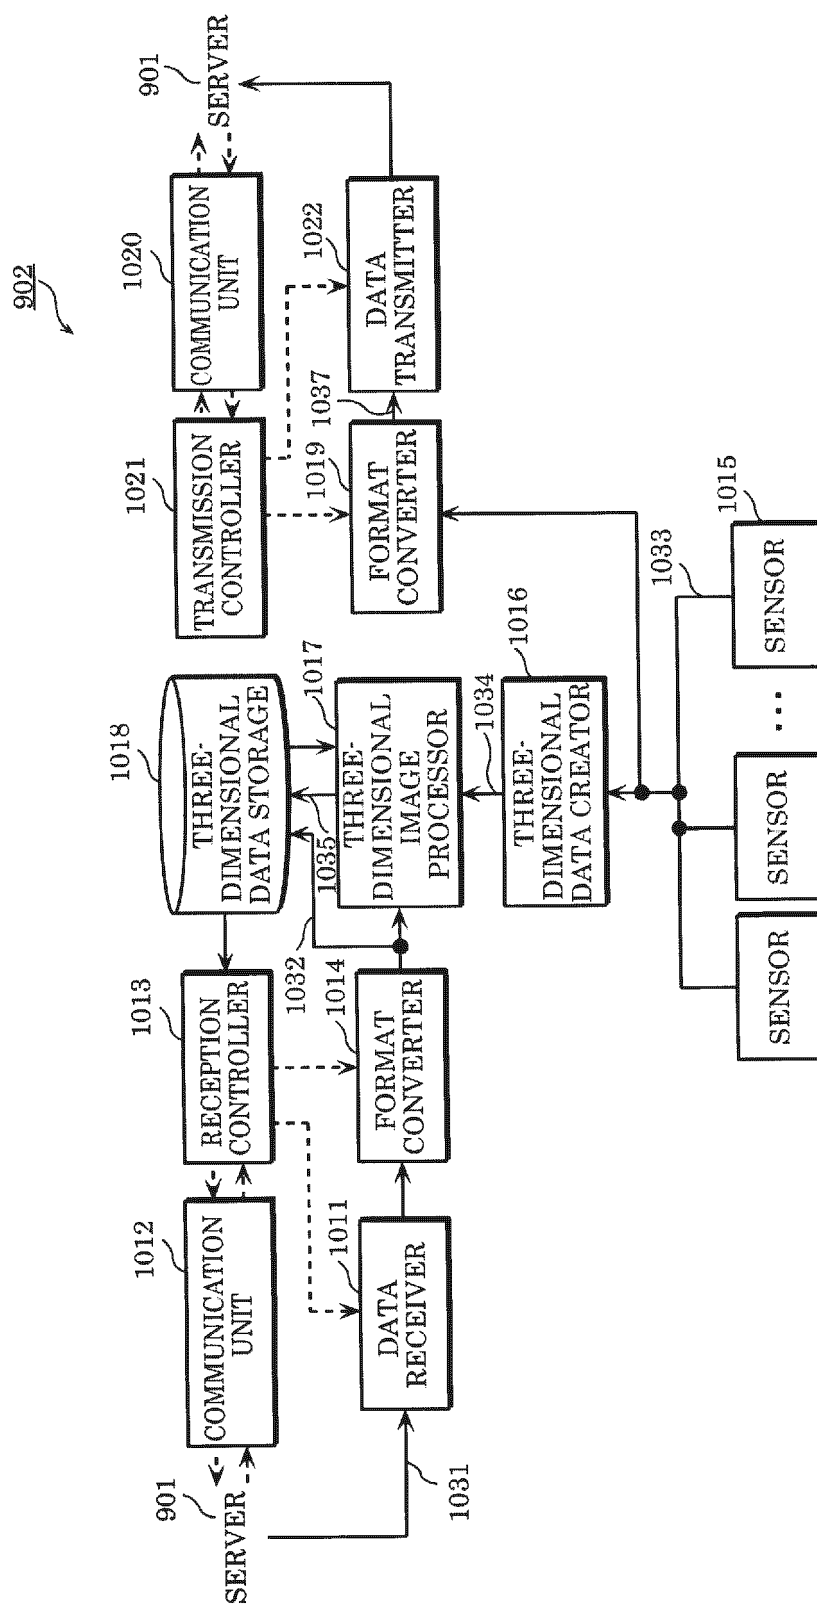 902
901
SERVER
1012
COMMUNICATION
UNIT
1013
RECEPTION
CONTROLLER
1018
THREE-
DIMENSIONAL
DATA STORAGE
1021
TRANSMISSION
CONTROLLER
1020
COMMUNICATION
UNIT
901
SERVER
1031
1011
DATA
RECEIVER
1014
FORMAT
CONVERTER
1032
1035
1017
THREE-
DIMENSIONAL
IMAGE
PROCESSOR
1019
FORMAT
CONVERTER
1037
1022
DATA
TRANSMITTER
1034
1016
THREE-
DIMENSIONAL
DATA CREATOR
1033
1015
SENSOR
SENSOR
...
SENSOR